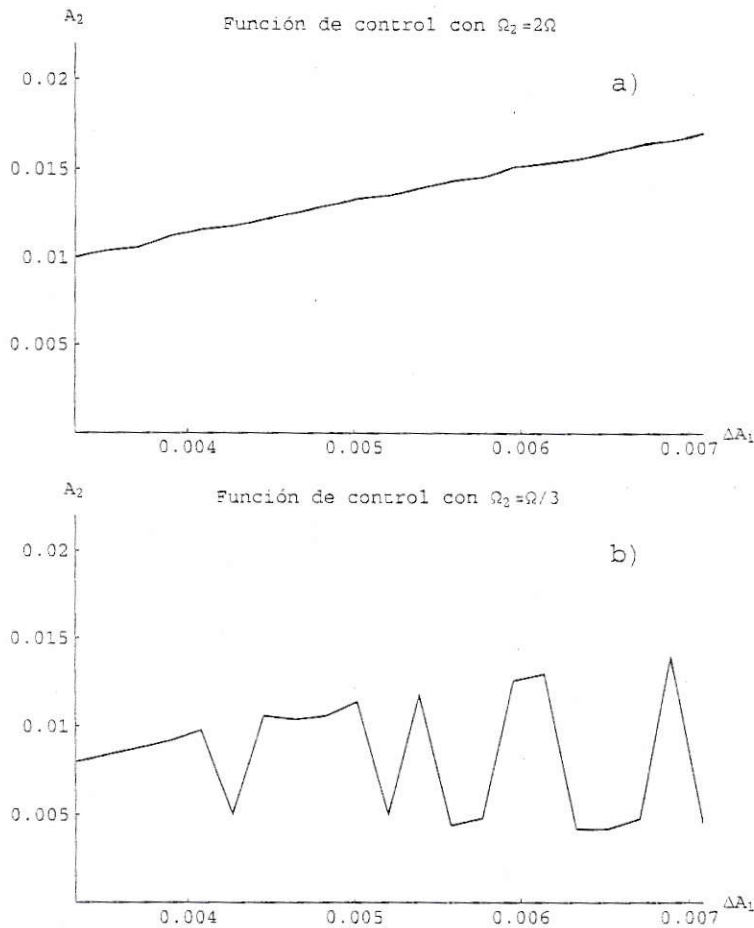 A₂
Función de control con Ω₂=2Ω
0.02
a)
0.015
0.01
0.005
0.004 0.005 0.006 0.007
ΔA₁
A₂
Función de control con Ω₂=Ω/3
0.02
b)
0.015
0.01
0.005
0.004 0.005 0.006 0.007
ΔA₁